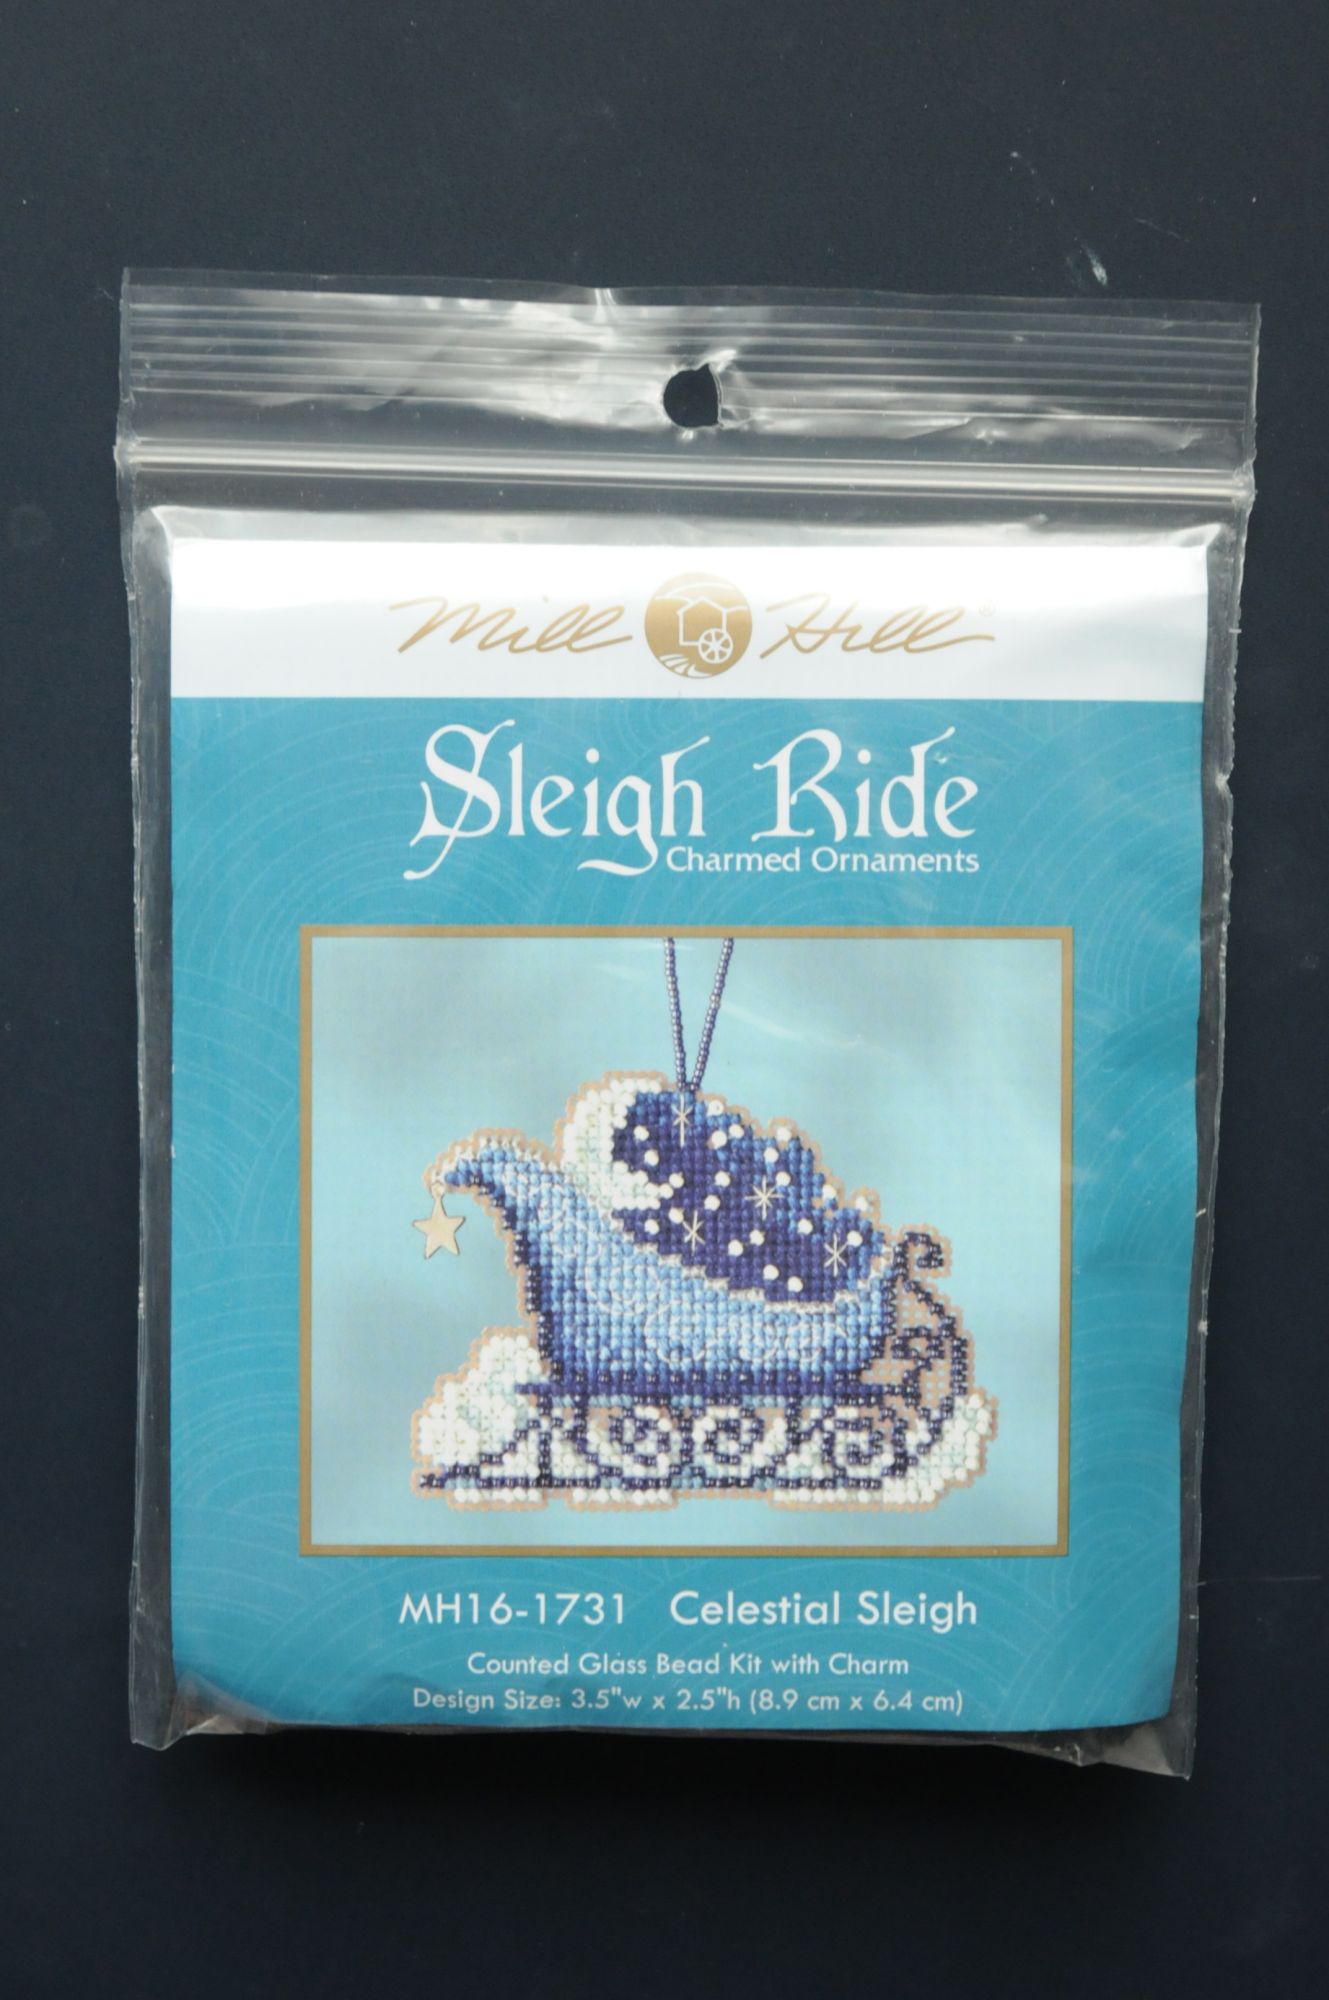 Mill Hill®
Sleigh Ride
Charmed Ornaments
MH16-1731 Celestial Sleigh
Counted Glass Bead Kit with Charm
Design Size: 3.5"w x 2.5"h (8.9 cm x 6.4 cm)